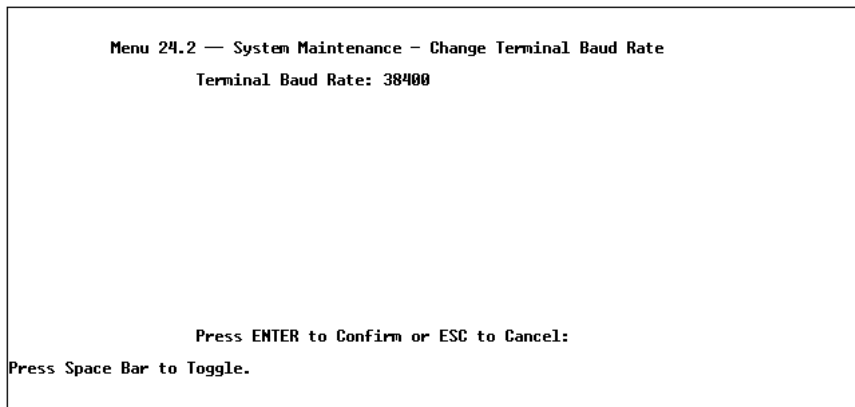 Menu 24.2 — System Maintenance - Change Terminal Baud Rate
Terminal Baud Rate: 38400
Press ENTER to Confirm or ESC to Cancel:
Press Space Bar to Toggle.